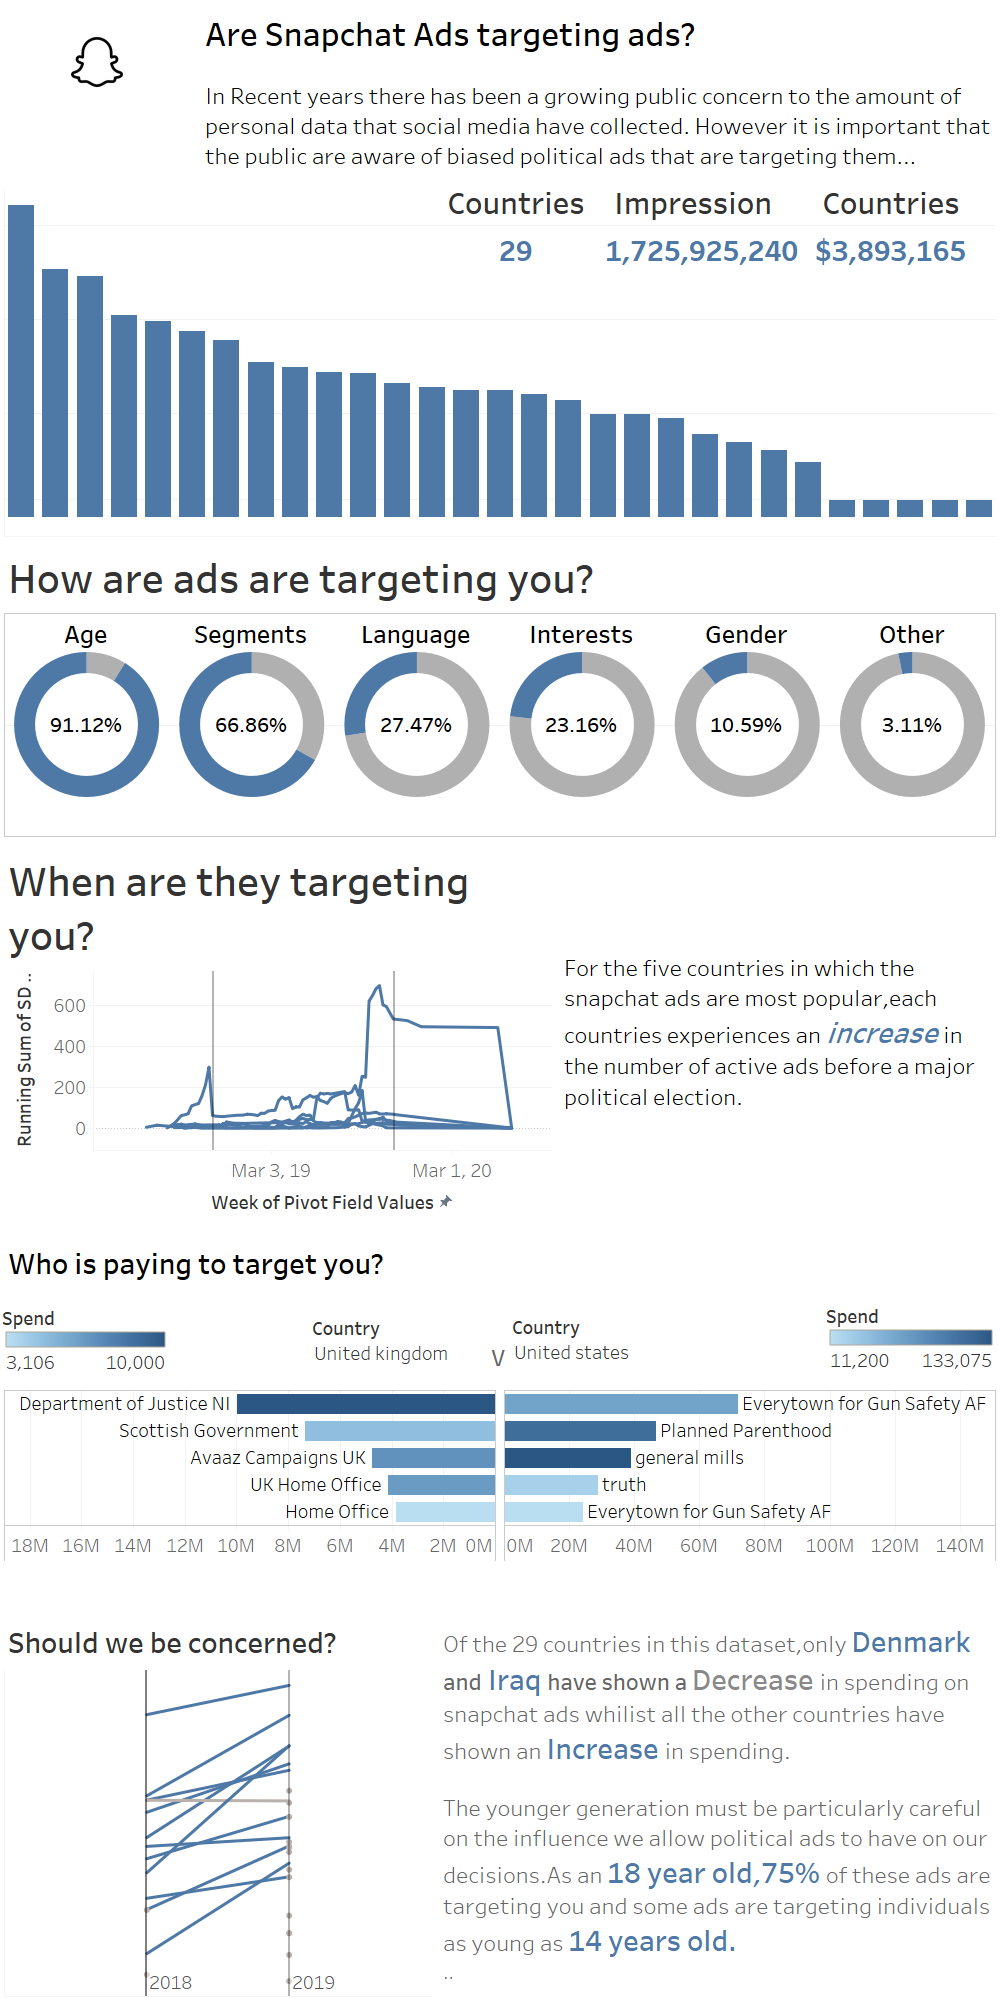 Are Snapchat Ads targeting ads?
In Recent years there has been a growing public concern to the amount of
personal data that social media have collected. However it is important that
the public are aware of biased political ads that are targeting them...
Countries Impression Countries
29 1,725,925,240 $3,893,165
How are ads are targeting you?
Age Segments Language Interests Gender Other
91.12% 66.86% 27.47% 23.16% 10.59% 3.11%
When are they targeting
you?
Running Sum of SD ..
600
400
200
0
Mar 3, 19 Mar 1, 20
Week of Pivot Field Values
For the five countries in which the
snapchat ads are most popular,each
countries experiences an increase in
the number of active ads before a major
political election.
Who is paying to target you?
Spend
3,106 10,000
Country
United kingdom
V
Country
United states
Spend
11,200 133,075
Department of Justice NI
Scottish Government
Avaaz Campaigns UK
UK Home Office
Home Office
18M 16M 14M 12M 10M 8M 6M 4M 2M 0M
Everytown for Gun Safety AF
Planned Parenthood
general mills
truth
Everytown for Gun Safety AF
0M 20M 40M 60M 80M 100M 120M 140M
Should we be concerned?
2018 2019
Of the 29 countries in this dataset,only Denmark
and Iraq have shown a Decrease in spending on
snapchat ads whilist all the other countries have
shown an Increase in spending.
The younger generation must be particularly careful
on the influence we allow political ads to have on our
decisions.As an 18 year old,75% of these ads are
targeting you and some ads are targeting individuals
as young as 14 years old.
..